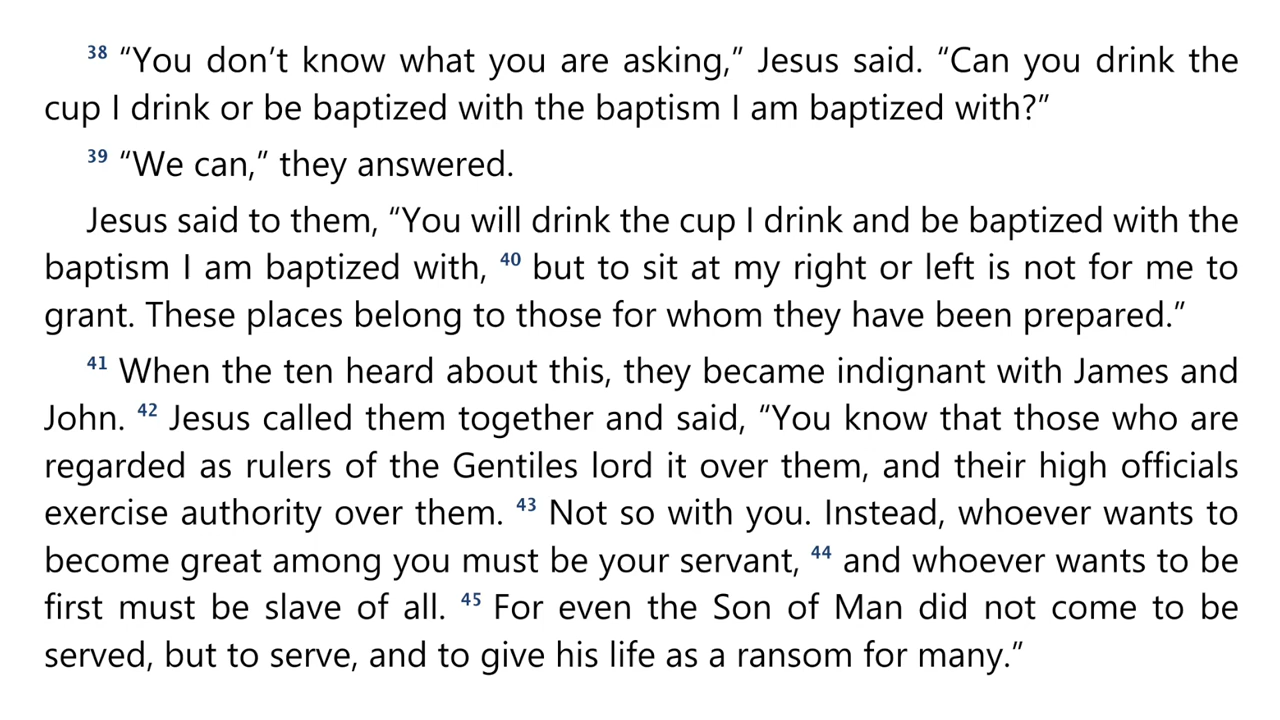 38 “You don’t know what you are asking,” Jesus said. “Can you drink the
cup I drink or be baptized with the baptism I am baptized with?”
39 “We can,” they answered.
Jesus said to them, “You will drink the cup I drink and be baptized with the
baptism I am baptized with, 40 but to sit at my right or left is not for me to
grant. These places belong to those for whom they have been prepared.”
41 When the ten heard about this, they became indignant with James and
John. 42 Jesus called them together and said, “You know that those who are
regarded as rulers of the Gentiles lord it over them, and their high officials
exercise authority over them. 43 Not so with you. Instead, whoever wants to
become great among you must be your servant, 44 and whoever wants to be
first must be slave of all. 45 For even the Son of Man did not come to be
served, but to serve, and to give his life as a ransom for many.”